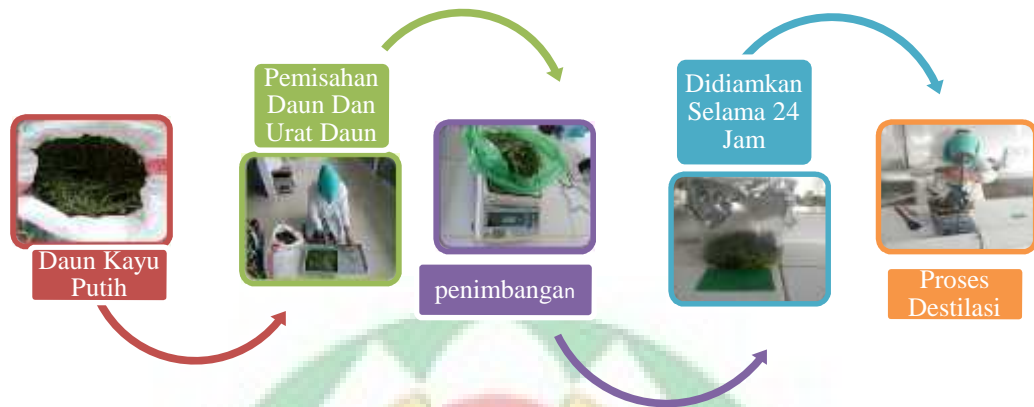 Daun Kayu
Putih
Pemisahan
Daun Dan
Urat Daun
penimbangan
Didiamkan
Selama 24
Jam
Proses
Destilasi